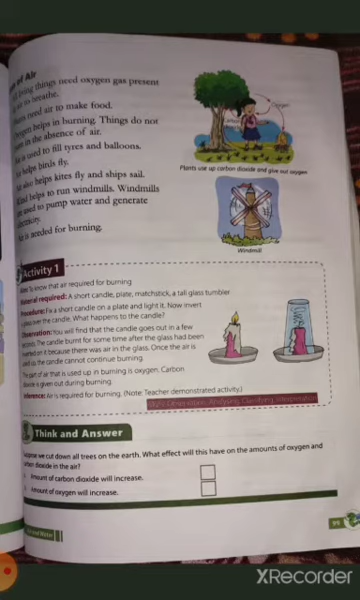 of Air
living things need oxygen gas present
air to breathe.
need air to make food.
Oxygen helps in burning. Things do not
burn in the absence of air.
is used to fill tyres and balloons.
helps birds fly.
also helps kites fly and ships sail.
Wind helps to run windmills. Windmills
are used to pump water and generate
electricity.
Air is needed for burning.
Oxygen
Carbon
Plants use up carbon dioxide and give out oxygen
Windmill
Activity 1
Aim: To know that air required for burning
Material required: A short candle, plate, matchstick, a tall glass tumbler
Procedure: Fix a short candle on a plate and light it. Now invert
glass over the candle. What happens to the candle?
Observation: You will find that the candle goes out in a few
seconds. The candle burnt for some time after the glass had been
inverted on it because there was air in the glass. Once the air is
used up, the candle cannot continue burning.
The part of air that is used up in burning is oxygen. Carbon
dioxide is given out during burning.
Inference: Air is required for burning. (Note: Teacher demonstrated activity.)
Skills: Observation, Analysing, Classifying, Interpretation
Think and Answer
Suppose we cut down all trees on the earth. What effect will this have on the amounts of oxygen and
carbon dioxide in the air?
Amount of carbon dioxide will increase.
Amount of oxygen will increase.
and Water
99
XRecorder